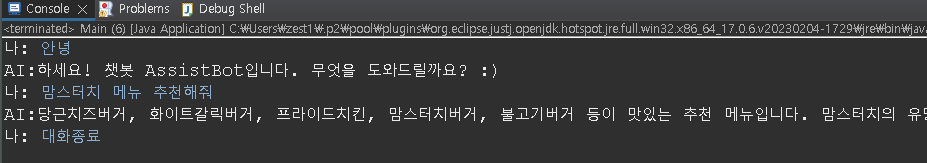 Console Problems Debug Shell
<terminated> Main (6) [Java Application] C:₩Users₩zest1₩.p2₩pool₩plugins₩org.eclipse.justj.openjdk.hotspot.jre.full.win32.x86_64_17.0.6.v20230204-1729₩jre₩bin₩jav
나: 안녕
AI:하세요! 챗봇 AssistBot입니다. 무엇을 도와드릴까요? :)
나: 맘스터치 메뉴 추천해줘
AI:당근치즈버거, 화이트갈릭버거, 프라이드치킨, 맘스터치버거, 불고기버거 등이 맛있는 추천 메뉴입니다. 맘스터치의 유
나: 대화종료